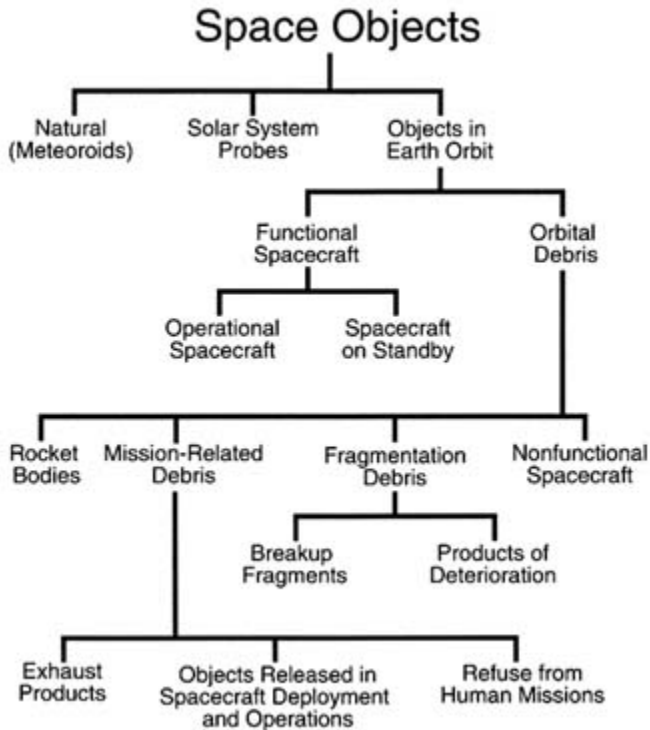 Space Objects
Natural
(Meteoroids)
Solar System
Probes
Objects in
Earth Orbit
Functional
Spacecraft
Orbital
Debris
Operational
Spacecraft
Spacecraft
on Standby
Rocket
Bodies
Mission-Related
Debris
Fragmentation
Debris
Nonfunctional
Spacecraft
Breakup
Fragments
Products of
Deterioration
Exhaust
Products
Objects Released in
Spacecraft Deployment
and Operations
Refuse from
Human Missions